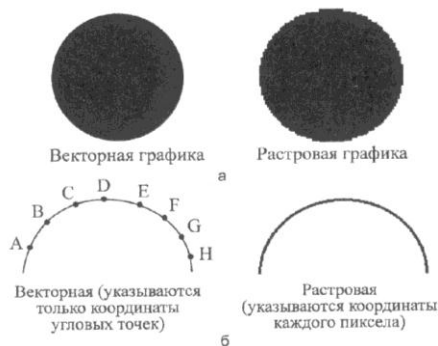 Векторная графика
Растровая графика
а
A
B
C
D
E
F
G
H
Векторная (указываются
только координаты
угловых точек)
Растровая
(указываются координаты
каждого пиксела)
б